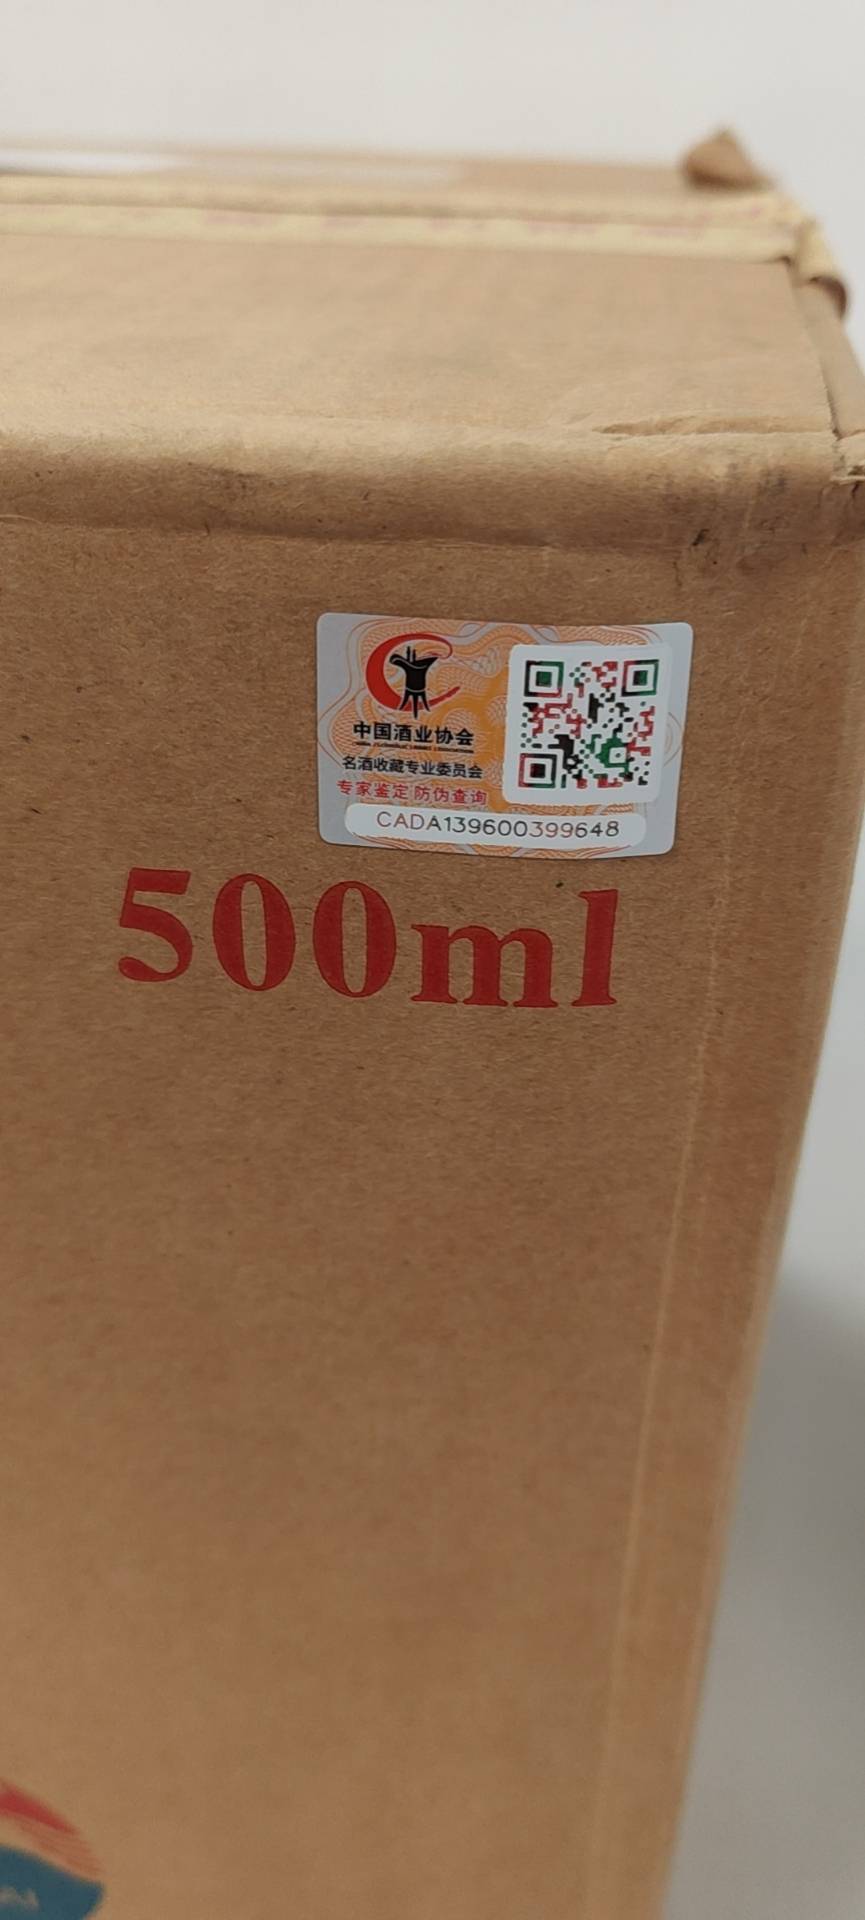 中国酒业协会
名酒收藏专业委员会
专家鉴定 防伪查询
CADA139600399648
500ml